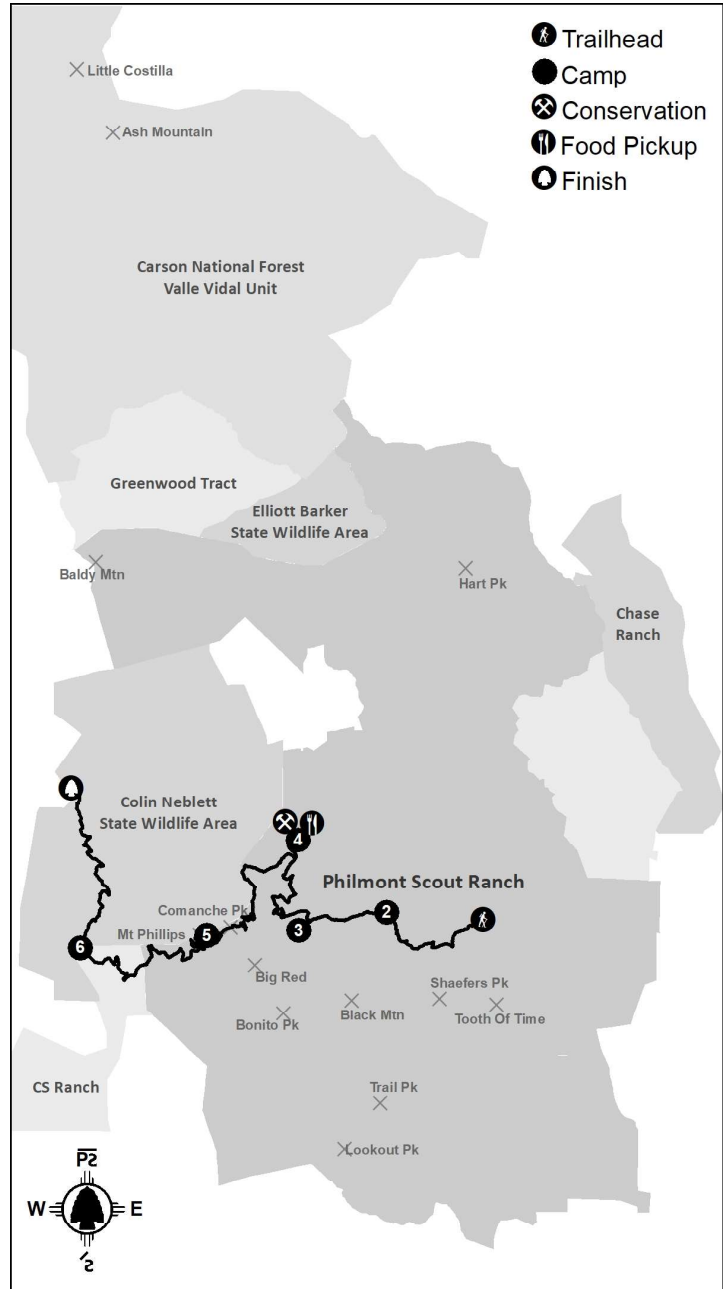 Trailhead
Camp
Conservation
Food Pickup
Finish
Little Costilla
Ash Mountain
Carson National Forest
Valle Vidal Unit
Greenwood Tract
Elliott Barker
State Wildlife Area
Baldy Mtn
Hart Pk
Chase
Ranch
Colin Neblett
State Wildlife Area
4
Philmont Scout Ranch
Comanche Pk
2
Mt Phillips
5
3
6
Big Red
Shaefers Pk
Bonito Pk
Black Mtn
Tooth Of Time
CS Ranch
Trail Pk
Lookout Pk
W E